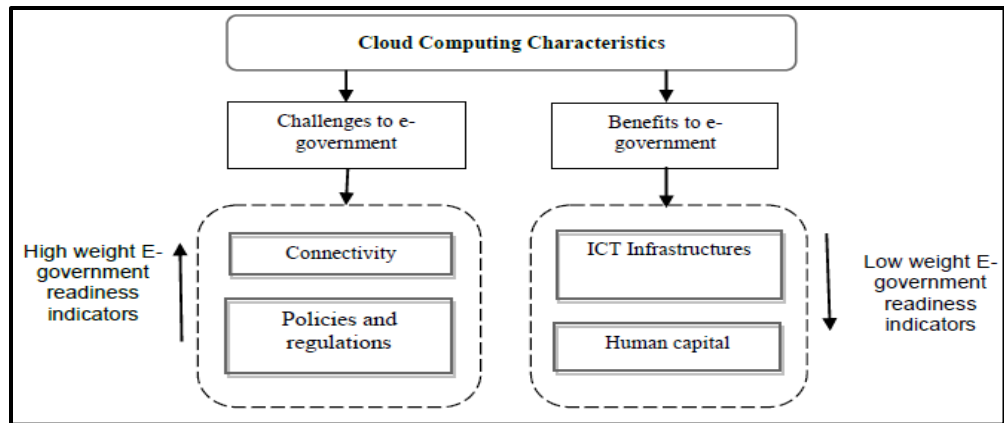 Cloud Computing Characteristics
Challenges to e-
government
Benefits to e-
government
High weight E-
government
readiness
indicators
Connectivity
Policies and
regulations
ICT Infrastructures
Human capital
Low weight E-
government
readiness
indicators